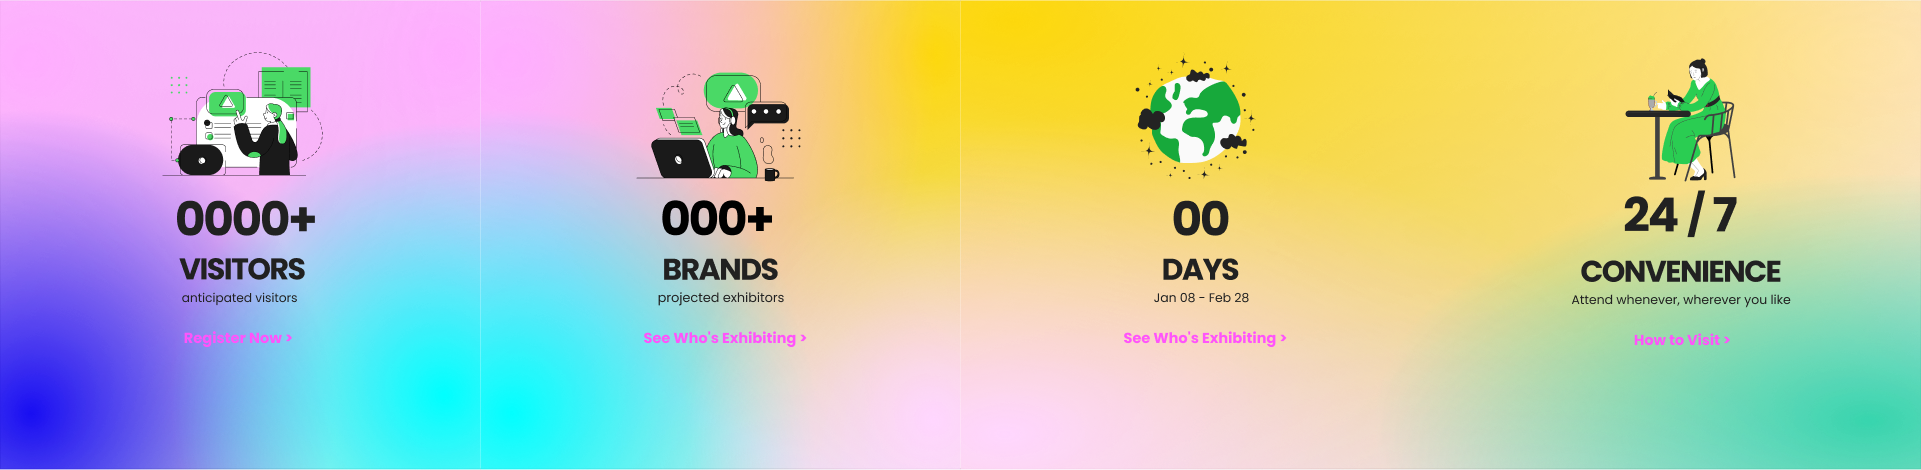 0000+
VISITORS
anticipated visitors
Register Now >
000+
BRANDS
projected exhibitors
See Who's Exhibiting >
00
DAYS
Jan 08 - Feb 28
See Who's Exhibiting >
24 / 7
CONVENIENCE
Attend whenever, wherever you like
How to Visit >